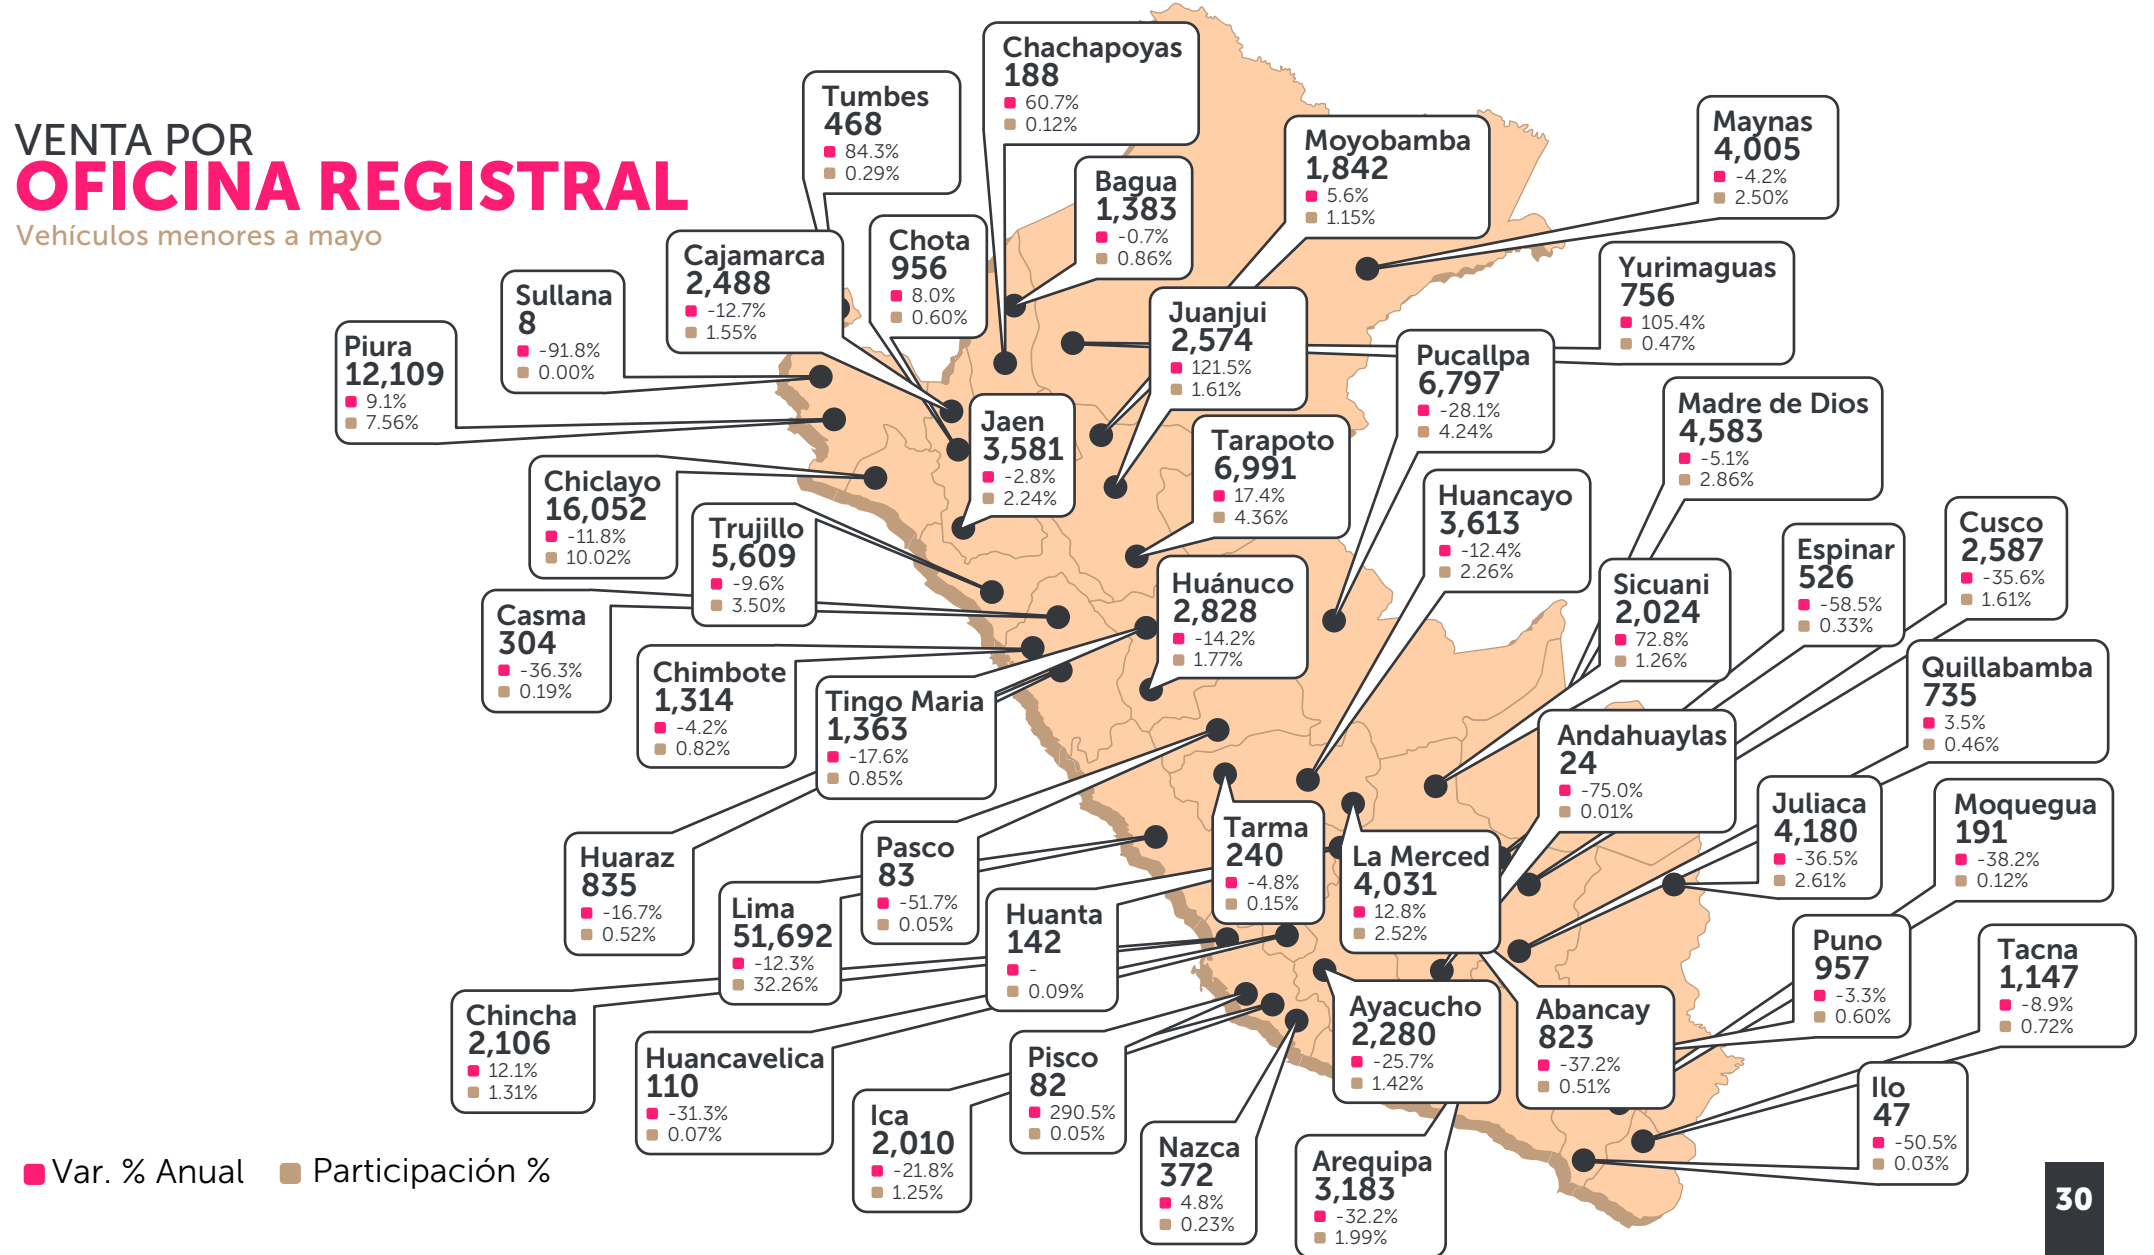 VENTA POR
OFICINA REGISTRAL
Vehículos menores a mayo
Chachapoyas
188
60.7%
0.12%
Tumbes
468
84.3%
0.29%
Maynas
4,005
-4.2%
2.50%
Moyobamba
1,842
5.6%
1.15%
Bagua
1,383
-0.7%
0.86%
Chota
956
8.0%
0.60%
Cajamarca
2,488
-12.7%
1.55%
Yurimaguas
756
105.4%
0.47%
Sullana
8
-91.8%
0.00%
Juanjui
2,574
121.5%
1.61%
Piura
12,109
9.1%
7.56%
Pucallpa
6,797
-28.1%
4.24%
Madre de Dios
4,583
-5.1%
2.86%
Jaen
3,581
-2.8%
2.24%
Tarapoto
6,991
17.4%
4.36%
Chiclayo
16,052
-11.8%
10.02%
Huancayo
3,613
-12.4%
2.26%
Trujillo
5,609
-9.6%
3.50%
Cusco
2,587
-35.6%
1.61%
Espinar
526
-58.5%
0.33%
Huánuco
2,828
-14.2%
1.77%
Sicuani
2,024
72.8%
1.26%
Casma
304
-36.3%
0.19%
Chimbote
1,314
-4.2%
0.82%
Quillabamba
735
3.5%
0.46%
Tingo Maria
1,363
-17.6%
0.85%
Andahuaylas
24
-75.0%
0.01%
Juliaca
4,180
-36.5%
2.61%
Moquegua
191
-38.2%
0.12%
Tarma
240
-4.8%
0.15%
La Merced
4,031
12.8%
2.52%
Huaraz
835
-16.7%
0.52%
Pasco
83
-51.7%
0.05%
Lima
51,692
-12.3%
32.26%
Huanta
142
-
0.09%
Puno
957
-3.3%
0.60%
Tacna
1,147
-8.9%
0.72%
Chincha
2,106
12.1%
1.31%
Ayacucho
2,280
-25.7%
1.42%
Abancay
823
-37.2%
0.51%
Huancavelica
110
-31.3%
0.07%
Pisco
82
290.5%
0.05%
Ilo
47
-50.5%
0.03%
Ica
2,010
-21.8%
1.25%
Nazca
372
4.8%
0.23%
Arequipa
3,183
-32.2%
1.99%
Var. % Anual
Participación %
30